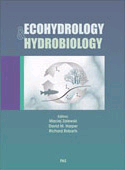 ECOHYDROLOGY
&
HYDROBIOLOGY
Editors
Maciej Zalewski
David M. Harper
Richard Robarts